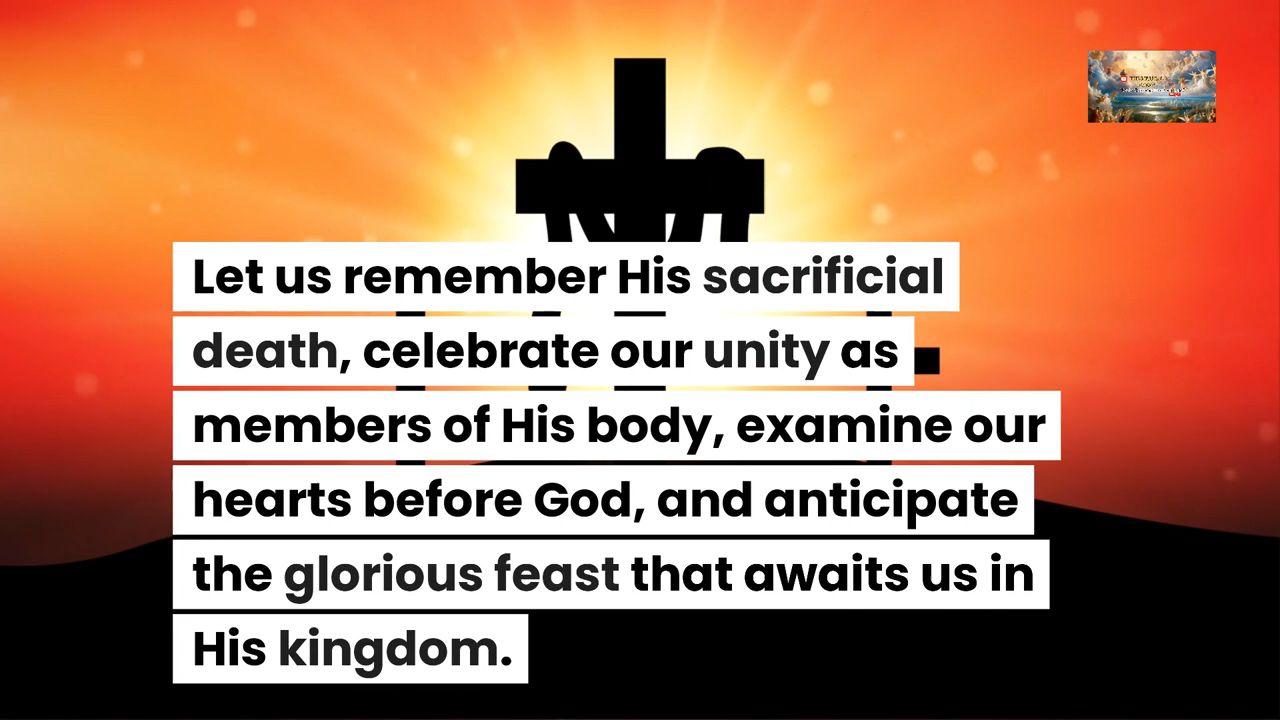 Let us remember His sacrificial
death, celebrate our unity as
members of His body, examine our
hearts before God, and anticipate
the glorious feast that awaits us in
His kingdom.